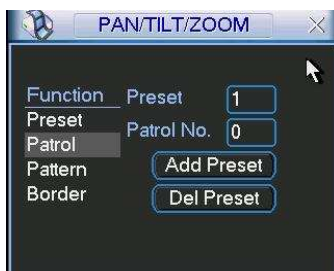 PAN/TILT/ZOOM
Function
Preset
Patrol
Pattern
Border
Preset 1
Patrol No. 0
Add Preset
Del Preset